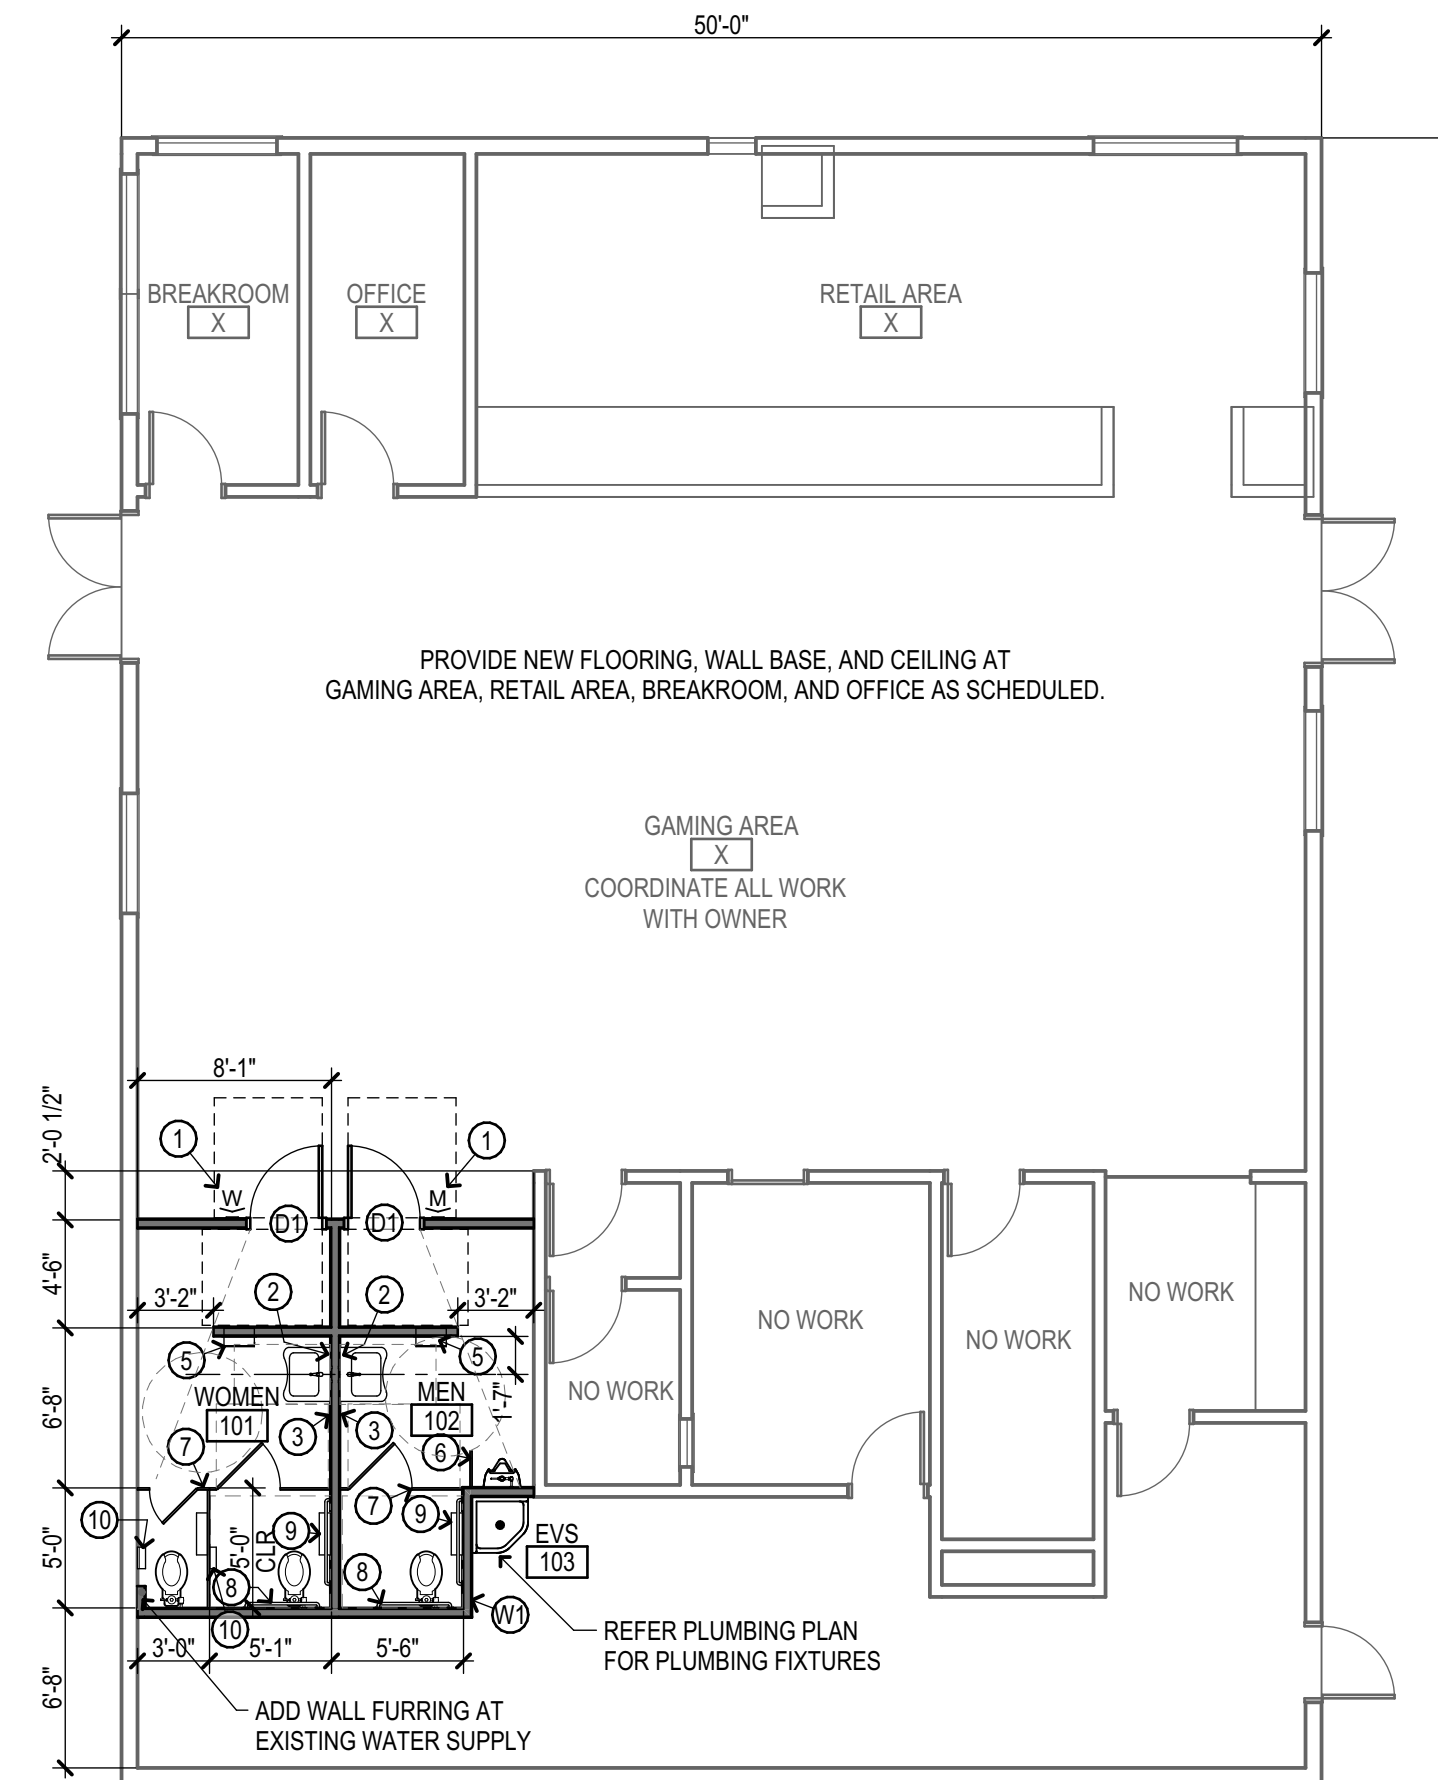 50'-0"
BREAKROOM
X
OFFICE
X
RETAIL AREA
X
PROVIDE NEW FLOORING, WALL BASE, AND CEILING AT
GAMING AREA, RETAIL AREA, BREAKROOM, AND OFFICE AS SCHEDULED.
GAMING AREA
X
COORDINATE ALL WORK
WITH OWNER
8'-1"
2'-0 1/2"
1
1
W
M
D1
D1
4'-6"
3'-2"
2
2
3'-2"
NO WORK
NO WORK
NO WORK
NO WORK
5
5
6'-8"
WOMEN
101
MEN
102
1'-7"
3
3
6
7
7
10
9
9
5'-0"
5'-0"
CLR
8
8
EVS
103
10
W1
3'-0"
5'-1"
5'-6"
REFER PLUMBING PLAN
FOR PLUMBING FIXTURES
6'-8"
ADD WALL FURRING AT
EXISTING WATER SUPPLY